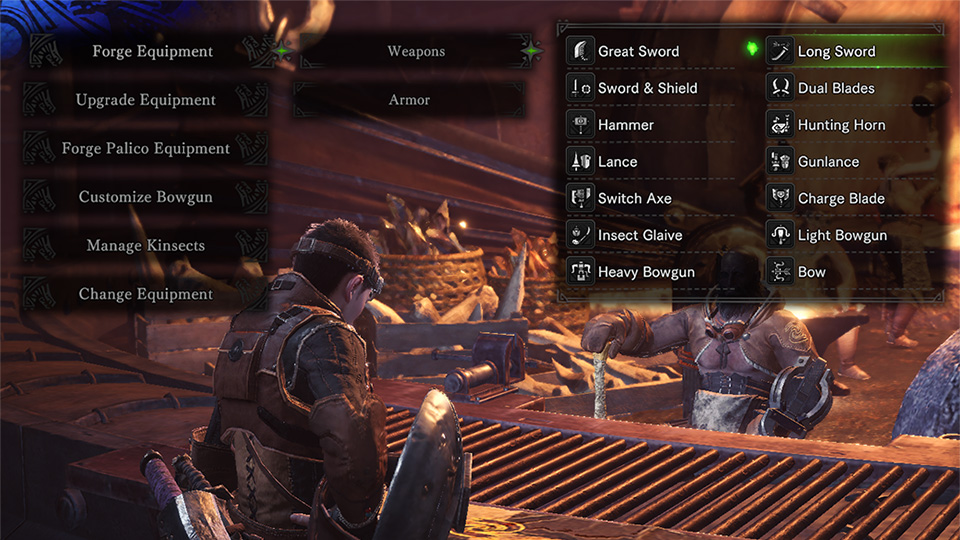 Forge Equipment
Upgrade Equipment
Forge Palico Equipment
Customize Bowgun
Manage Kinsects
Change Equipment
Weapons
Armor
Great Sword
Long Sword
Sword & Shield
Dual Blades
Hammer
Hunting Horn
Lance
Gunlance
Switch Axe
Charge Blade
Insect Glaive
Light Bowgun
Heavy Bowgun
Bow